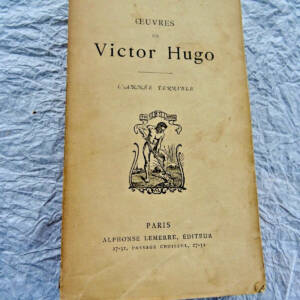 ŒUVRES
DE
Victor Hugo
L'ANNÉE TERRIBLE
PARIS
ALPHONSE LEMERRE, ÉDITEUR
27-31, PASSAGE CHOISEUL, 27-31